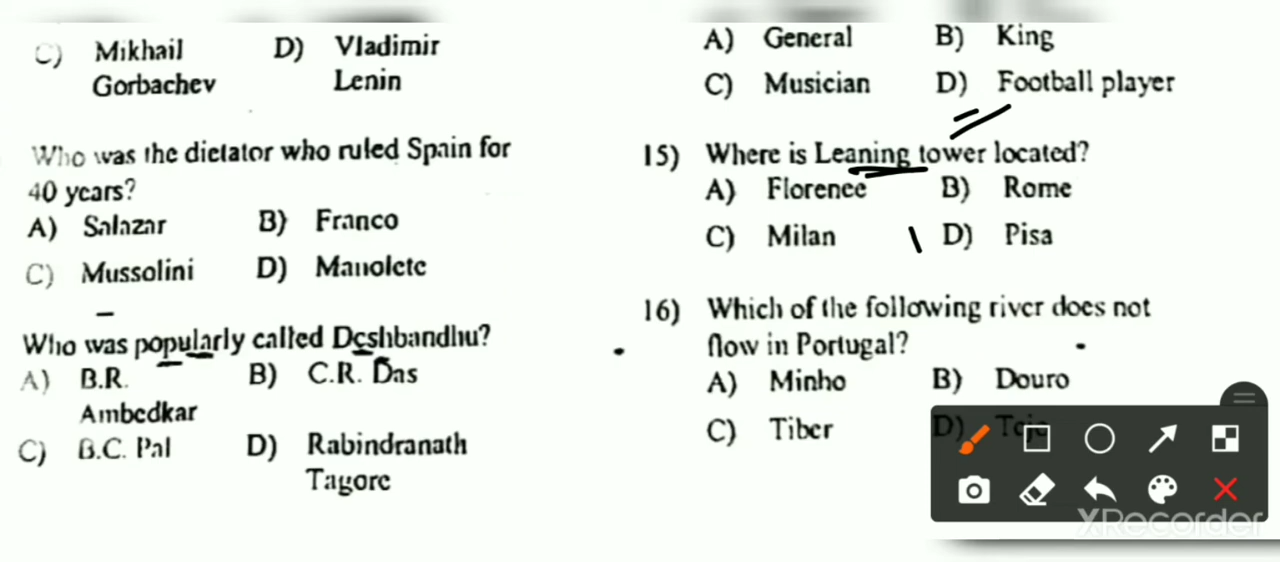 C) Mikhail D) Vladimir
Gorbachev Lenin
Who was the dictator who ruled Spain for
40 years?
A) Salazar B) Franco
C) Mussolini D) Manolete
Who was popularly called Deshbandhu?
A) B.R. B) C.R. Das
Ambedkar
C) B.C. Pal D) Rabindranath
Tagore
A) General B) King
C) Musician D) Football player
15) Where is Leaning tower located?
A) Florence B) Rome
C) Milan D) Pisa
16) Which of the following river does not
flow in Portugal?
A) Minho B) Douro
C) Tiber D) Tejo
XRecorder